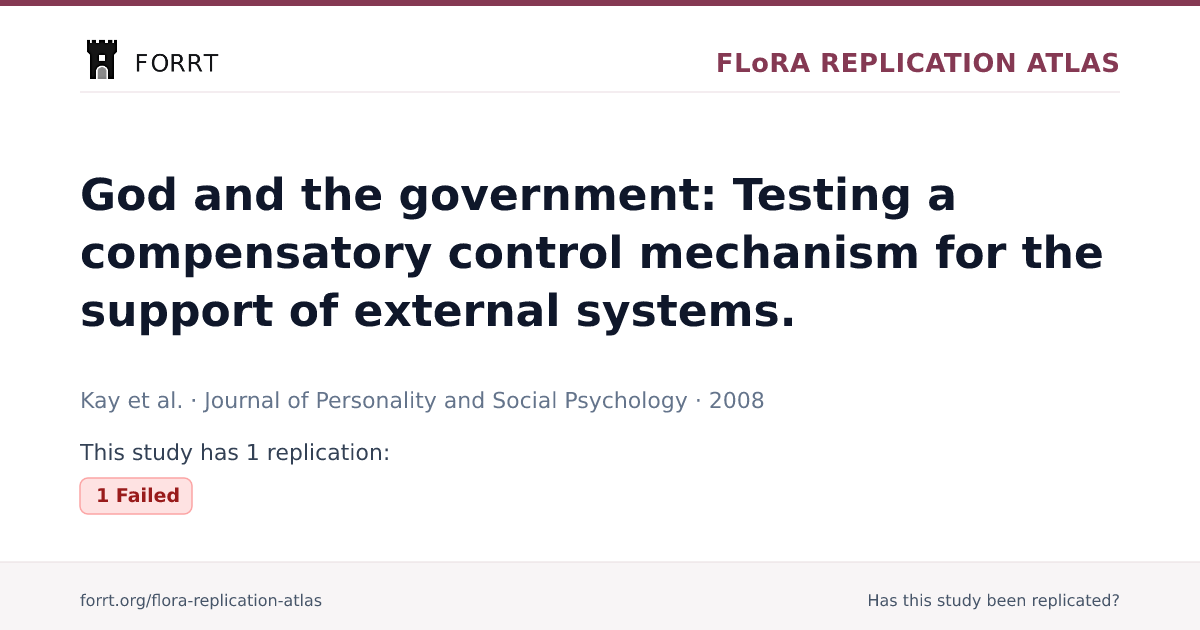 FORRT
FLoRA REPLICATION ATLAS
God and the government: Testing a
compensatory control mechanism for the
support of external systems.
Kay et al. · Journal of Personality and Social Psychology · 2008
This study has 1 replication:
1 Failed
forrt.org/flora-replication-atlas
Has this study been replicated?